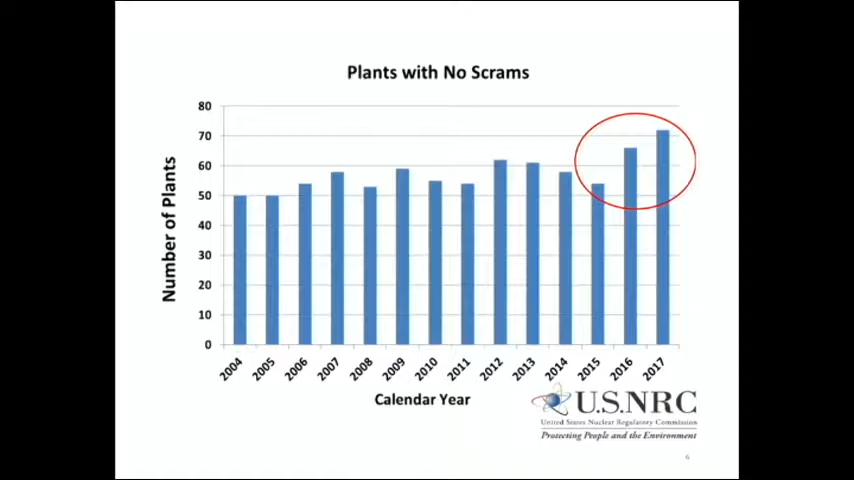 Plants with No Scrams
80
70
60
50
40
30
20
10
0
Number of Plants
2004 2005 2006 2007 2008 2009 2010 2011 2012 2013 2014 2015 2016 2017
Calendar Year
U.S.NRC
United States Nuclear Regulatory Commission
Protecting People and the Environment
6